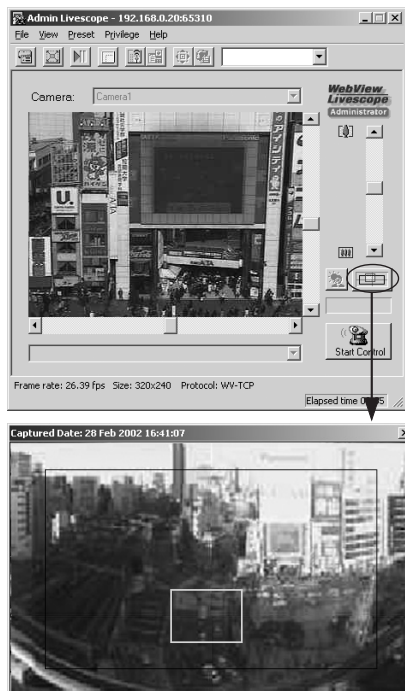 Admin Livescope - 192.168.0.20:65310
File View Preset Privilege Help
WebView
Livescope
Administrator
Camera: Camera1
Panasonic
U.
ALTA
Start Control
Frame rate: 26.39 fps Size: 320x240 Protocol: WV-TCP
Elapsed time
Captured Date: 28 Feb 2002 16:41:07